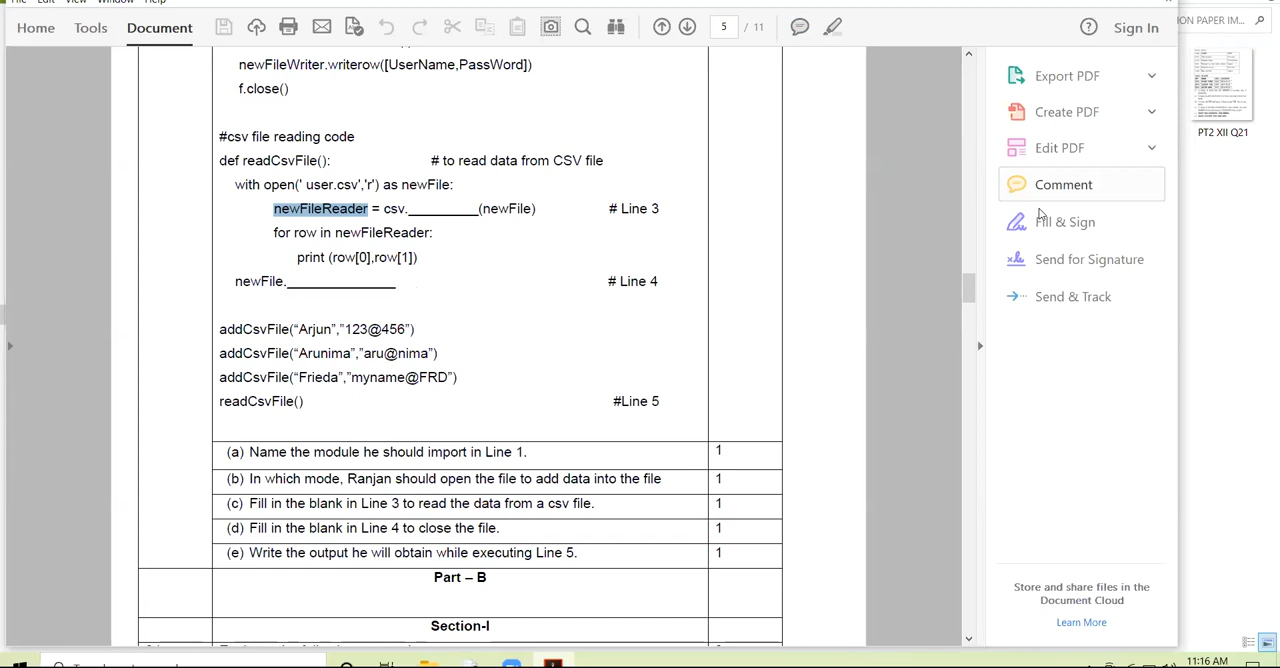 File Edit View Window Help
Home Tools Document 5 / 11 Sign In
ION PAPER IM...
newFileWriter.writerow([UserName,PassWord])
f.close()
#csv file reading code
def readCsvFile(): # to read data from CSV file
with open(' user.csv','r') as newFile:
newFileReader = csv._________(newFile) # Line 3
for row in newFileReader:
print (row[0],row[1])
newFile.______________ # Line 4
addCsvFile(“Arjun”,”123@456”)
addCsvFile(“Arunima”,”aru@nima”)
addCsvFile(“Frieda”,”myname@FRD”)
readCsvFile() #Line 5
(a) Name the module he should import in Line 1. 1
(b) In which mode, Ranjan should open the file to add data into the file 1
(c) Fill in the blank in Line 3 to read the data from a csv file. 1
(d) Fill in the blank in Line 4 to close the file. 1
(e) Write the output he will obtain while executing Line 5. 1
Part – B
Section-I
Export PDF
Create PDF
Edit PDF
Comment
Fill & Sign
Send for Signature
Send & Track
Store and share files in the
Document Cloud
Learn More
PT2 XII Q21
11:16 AM